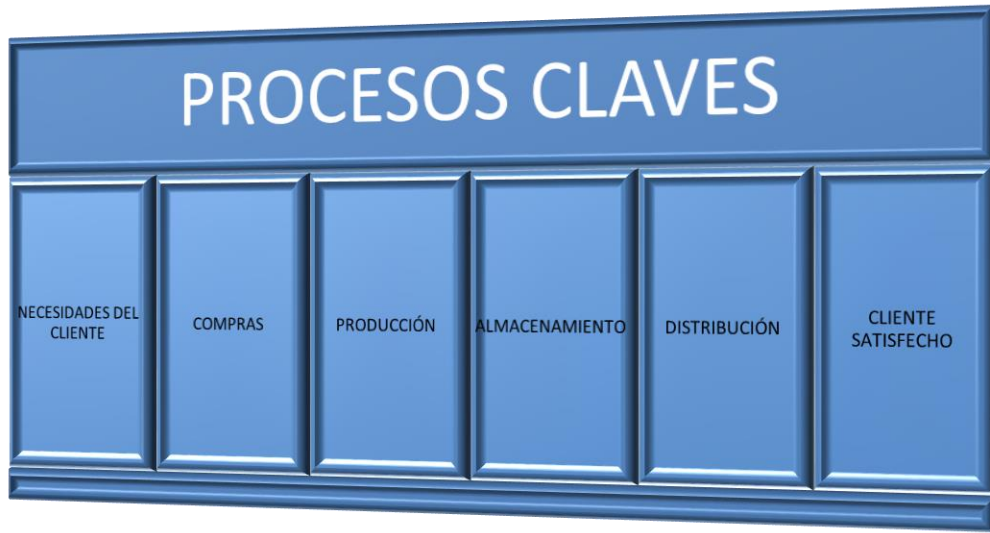 PROCESOS CLAVES
NECESIDADES DEL
CLIENTE
COMPRAS
PRODUCCIÓN
ALMACENAMIENTO
DISTRIBUCIÓN
CLIENTE
SATISFECHO